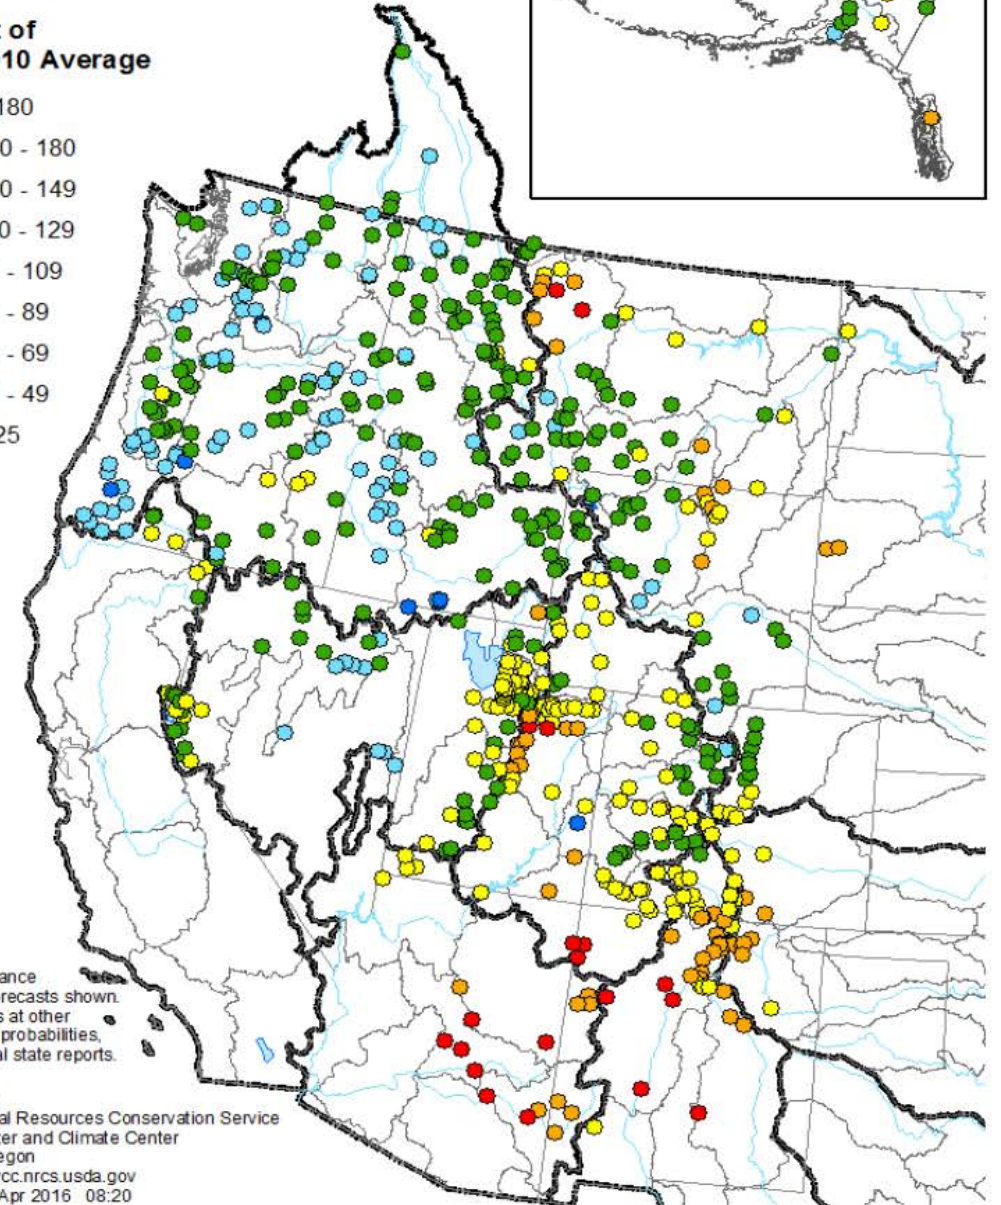 of
10 Average
180
0 - 180
0 - 149
0 - 129
- 109
- 89
- 69
- 49
25
ance
recasts shown.
s at other
probabilities,
al state reports.
al Resources Conservation Service
ter and Climate Center
egon
cc.nrcs.usda.gov
Apr 2016 08:20